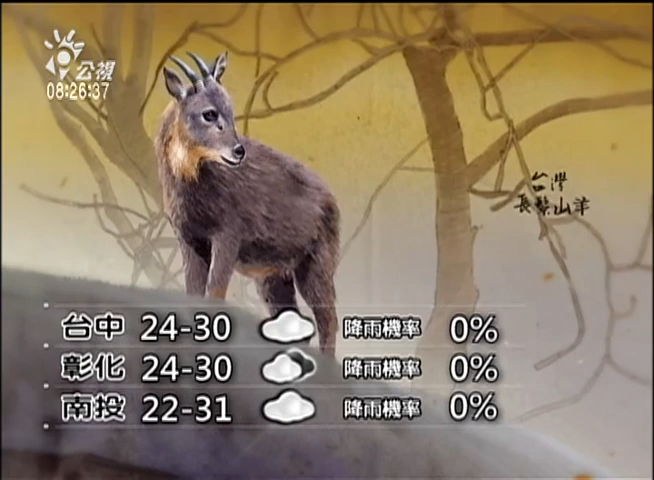 公視
08:26:37
台灣
長鬃山羊
台中 24-30 降雨機率 0%
彰化 24-30 降雨機率 0%
南投 22-31 降雨機率 0%